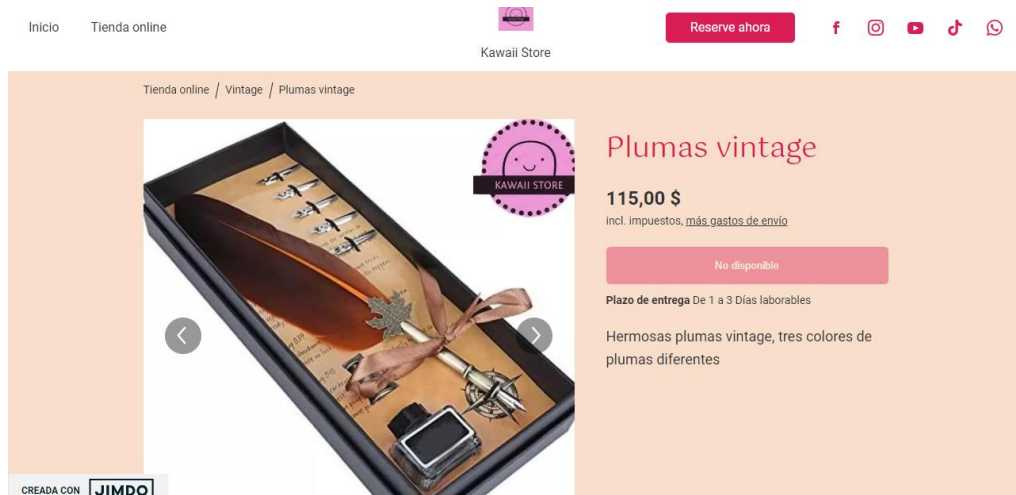 Inicio
Tienda online
Kawaii Store
Reserve ahora
Tienda online / Vintage / Plumas vintage
KAWAII STORE
Plumas vintage
115,00 $
incl. impuestos, más gastos de envío
No disponible
Plazo de entrega De 1 a 3 Días laborables
Hermosas plumas vintage, tres colores de
plumas diferentes
CREADA CON JIMDO